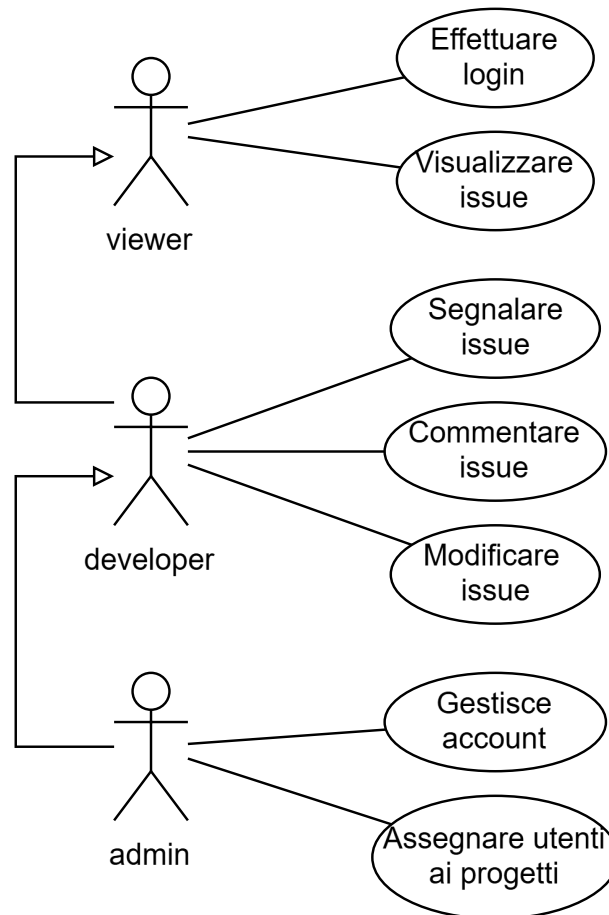 Effettuare
login
Visualizzare
issue
viewer
Segnalare
issue
Commentare
issue
developer
Modificare
issue
Gestisce
account
admin
Assegnare utenti
ai progetti